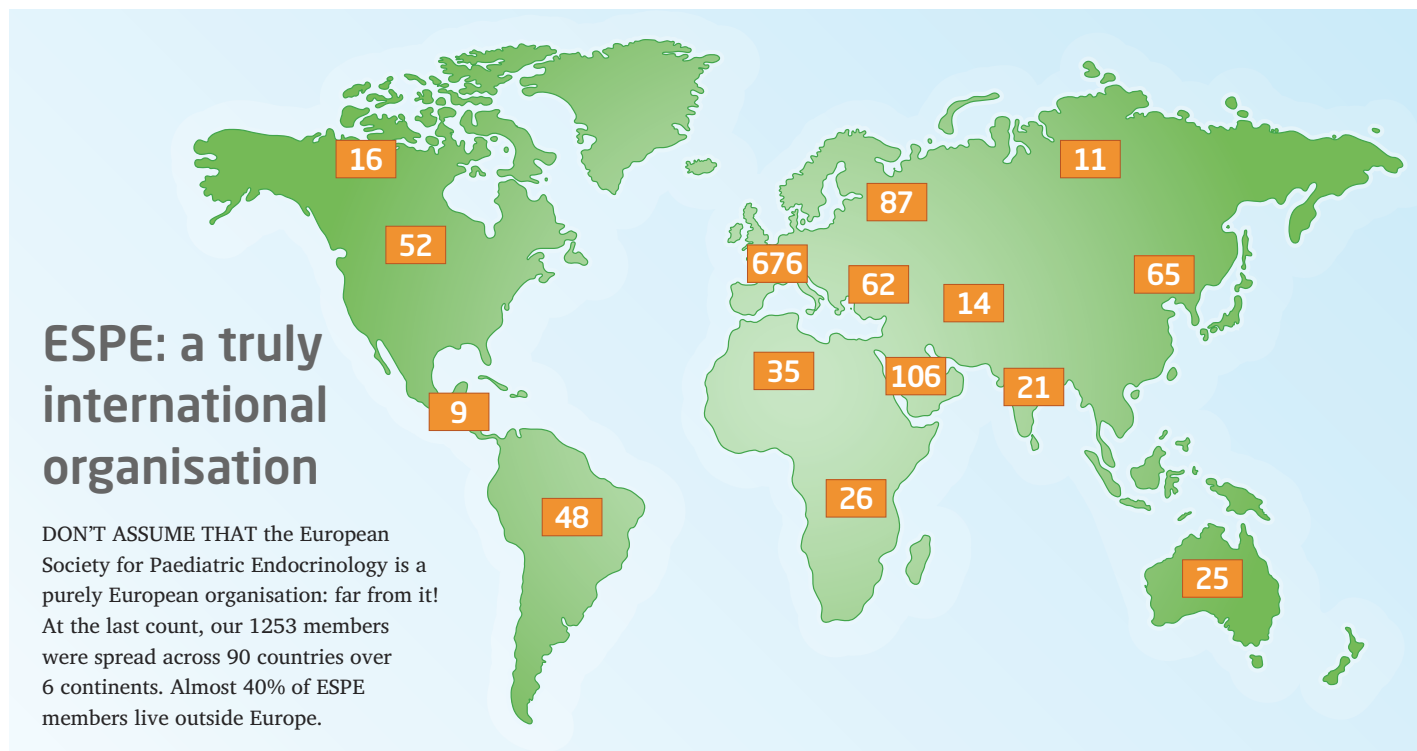 16
11
87
52
676
65
62
14
ESPE: a truly
international
organisation
35
106
21
9
26
48
DON’T ASSUME THAT the European
Society for Paediatric Endocrinology is a
purely European organisation: far from it!
At the last count, our 1253 members
were spread across 90 countries over
6 continents. Almost 40% of ESPE
members live outside Europe.
25